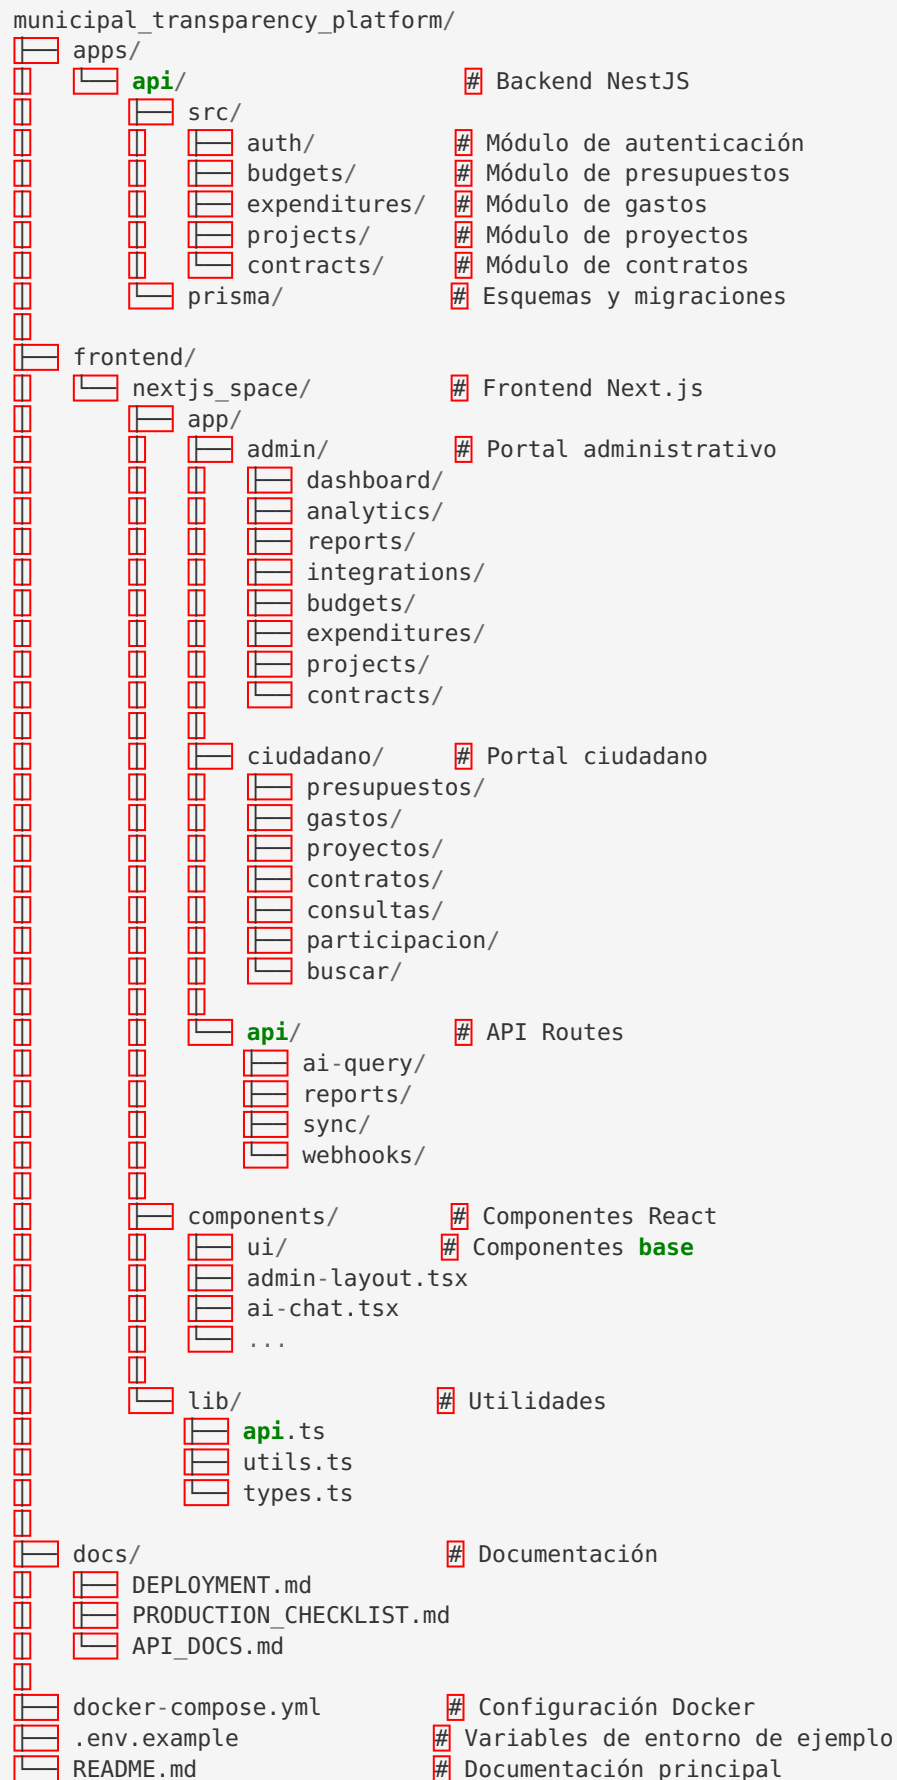 municipal_transparency_platform/
├── apps/
│   └── api/                    # Backend NestJS
│       ├── src/
│       │   ├── auth/          # Módulo de autenticación
│       │   ├── budgets/       # Módulo de presupuestos
│       │   ├── expenditures/  # Módulo de gastos
│       │   ├── projects/      # Módulo de proyectos
│       │   └── contracts/     # Módulo de contratos
│       └── prisma/            # Esquemas y migraciones
│
├── frontend/
│   └── nextjs_space/          # Frontend Next.js
│       ├── app/
│       │   ├── admin/         # Portal administrativo
│       │   │   ├── dashboard/
│       │   │   ├── analytics/
│       │   │   ├── reports/
│       │   │   ├── integrations/
│       │   │   ├── budgets/
│       │   │   ├── expenditures/
│       │   │   ├── projects/
│       │   │   └── contracts/
│       │   │
│       │   ├── ciudadano/     # Portal ciudadano
│       │   │   ├── presupuestos/
│       │   │   ├── gastos/
│       │   │   ├── proyectos/
│       │   │   ├── contratos/
│       │   │   ├── consultas/
│       │   │   ├── participacion/
│       │   │   └── buscar/
│       │   │
│       │   └── api/           # API Routes
│       │       ├── ai-query/
│       │       ├── reports/
│       │       ├── sync/
│       │       └── webhooks/
│       │
│       ├── components/        # Componentes React
│       │   ├── ui/           # Componentes base
│       │   ├── admin-layout.tsx
│       │   ├── ai-chat.tsx
│       │   └── ...
│       │
│       └── lib/              # Utilidades
│           ├── api.ts
│           ├── utils.ts
│           └── types.ts
│
├── docs/                      # Documentación
│   ├── DEPLOYMENT.md
│   ├── PRODUCTION_CHECKLIST.md
│   └── API_DOCS.md
│
├── docker-compose.yml         # Configuración Docker
├── .env.example              # Variables de entorno de ejemplo
└── README.md                 # Documentación principal